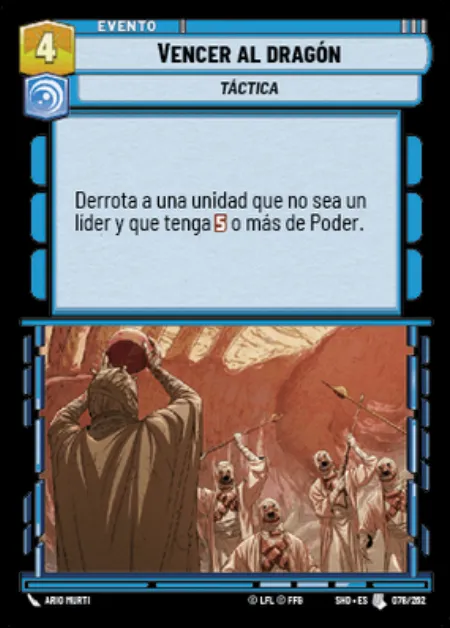 EVENTO
4
VENCER AL DRAGÓN
TÁCTICA
Derrota a una unidad que no sea un
líder y que tenga 5 o más de Poder.
ARIO MURTI
© LFL © FFG
SHD • ES
078/262